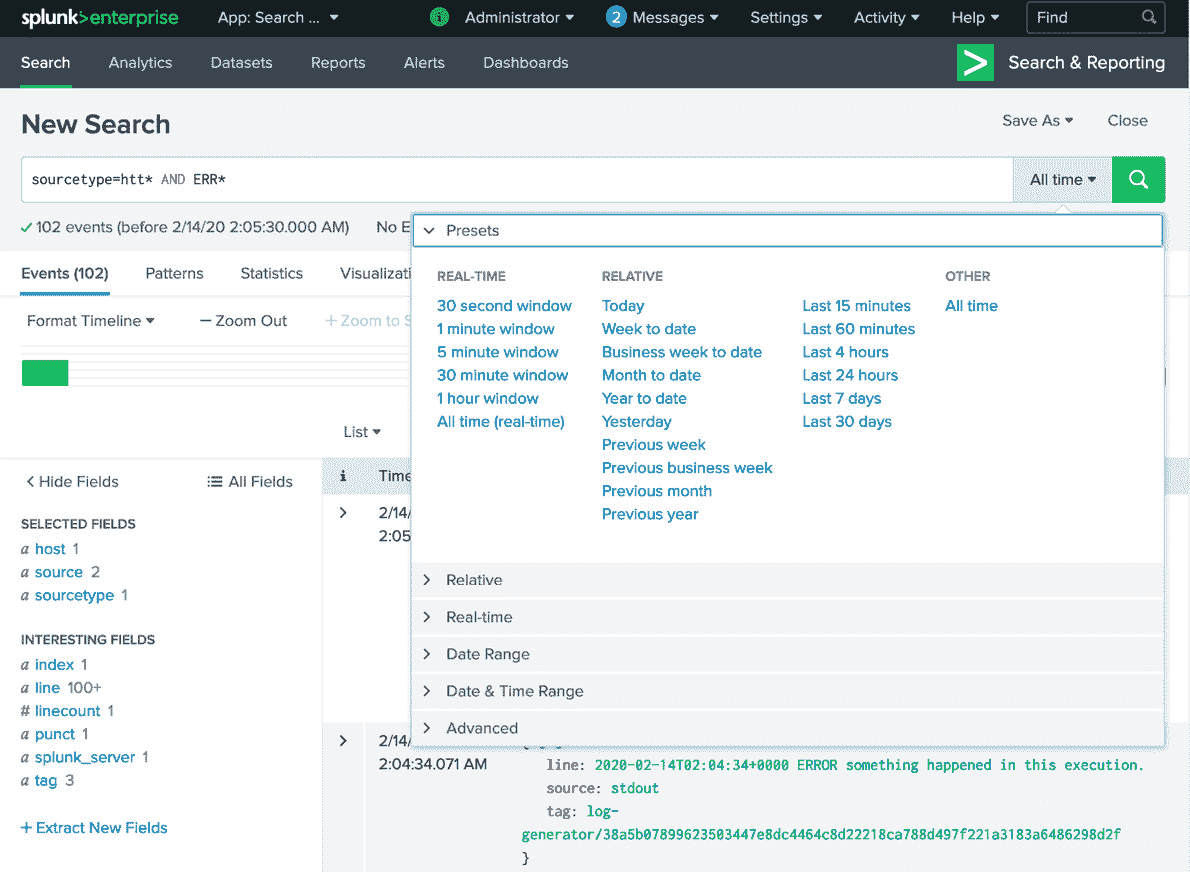 splunk>enterprise App: Search ... Administrator 2 Messages Settings Activity Help Find
Search Analytics Datasets Reports Alerts Dashboards Search & Reporting
New Search Save As Close
sourcetype=htt* AND ERR* All time
102 events (before 2/14/20 2:05:30.000 AM) No E
Presets
Events (102) Patterns Statistics Visualizati
Format Timeline — Zoom Out + Zoom to S
REAL-TIME
30 second window
1 minute window
5 minute window
30 minute window
1 hour window
All time (real-time)
RELATIVE
Today
Week to date
Business week to date
Month to date
Year to date
Yesterday
Previous week
Previous business week
Previous month
Previous year
Last 15 minutes
Last 60 minutes
Last 4 hours
Last 24 hours
Last 7 days
Last 30 days
OTHER
All time
Relative
Real-time
Date Range
Date & Time Range
Advanced
List
< Hide Fields All Fields
SELECTED FIELDS
a host 1
a source 2
a sourcetype 1
INTERESTING FIELDS
a index 1
a line 100+
# linecount 1
a punct 1
a splunk_server 1
a tag 3
+ Extract New Fields
i Time
2/14/
2:05
2/14/
2:04:34.071 AM
line: 2020-02-14T02:04:34+0000 ERROR something happened in this execution.
source: stdout
tag: log-
generator/38a5b07899623503447e8dc4464c8d22218ca788d497f221a3183a6486298d2f
}